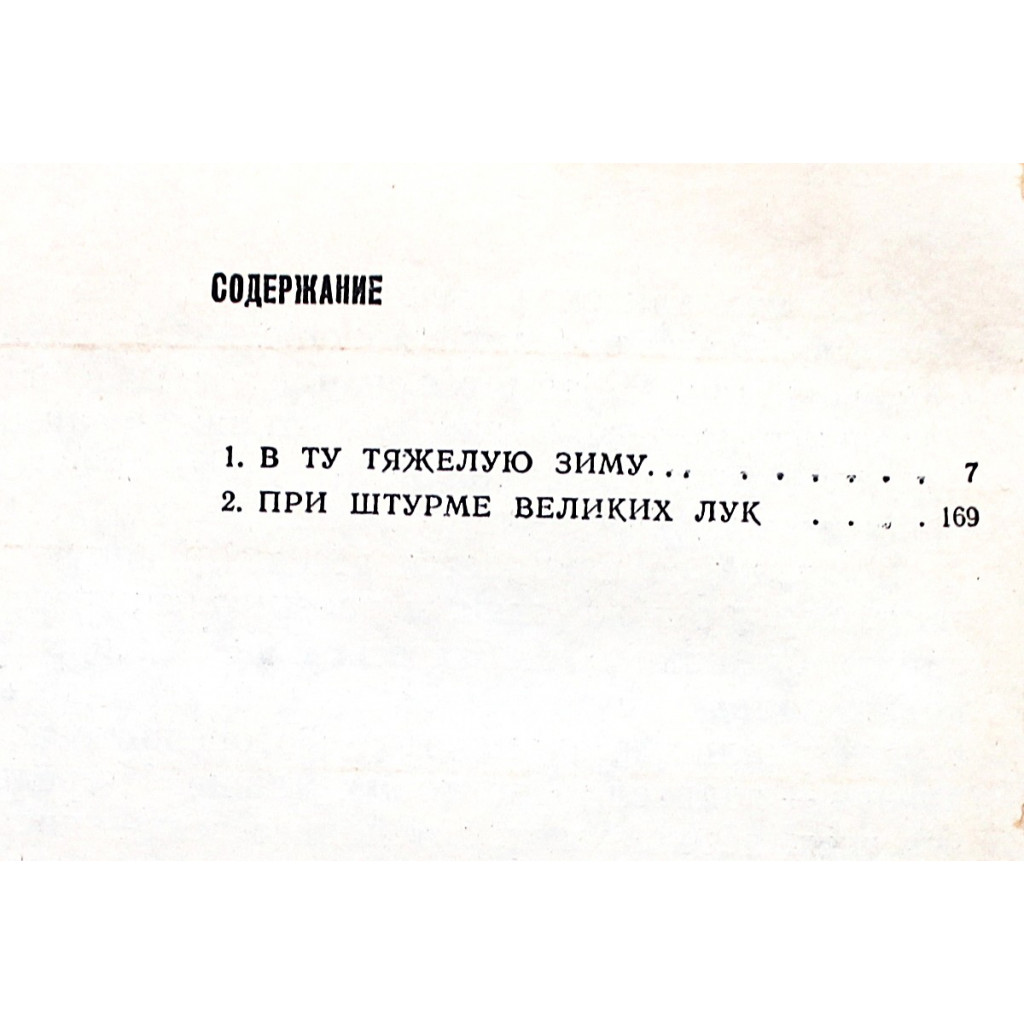 СОДЕРЖАНИЕ
1. В ТУ ТЯЖЕЛУЮ ЗИМУ... . . . . . . 7
2. ПРИ ШТУРМЕ ВЕЛИКИХ ЛУК . . . . 169